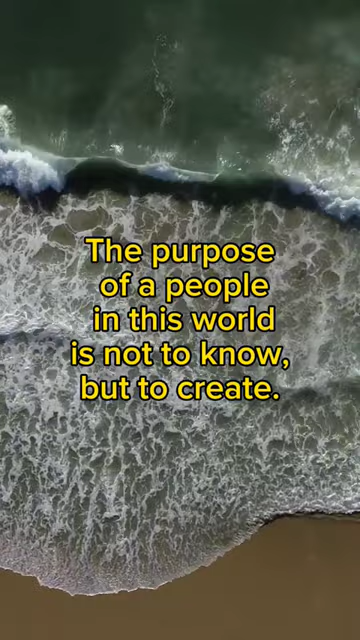 The purpose
of a people
in this world
is not to know,
but to create.